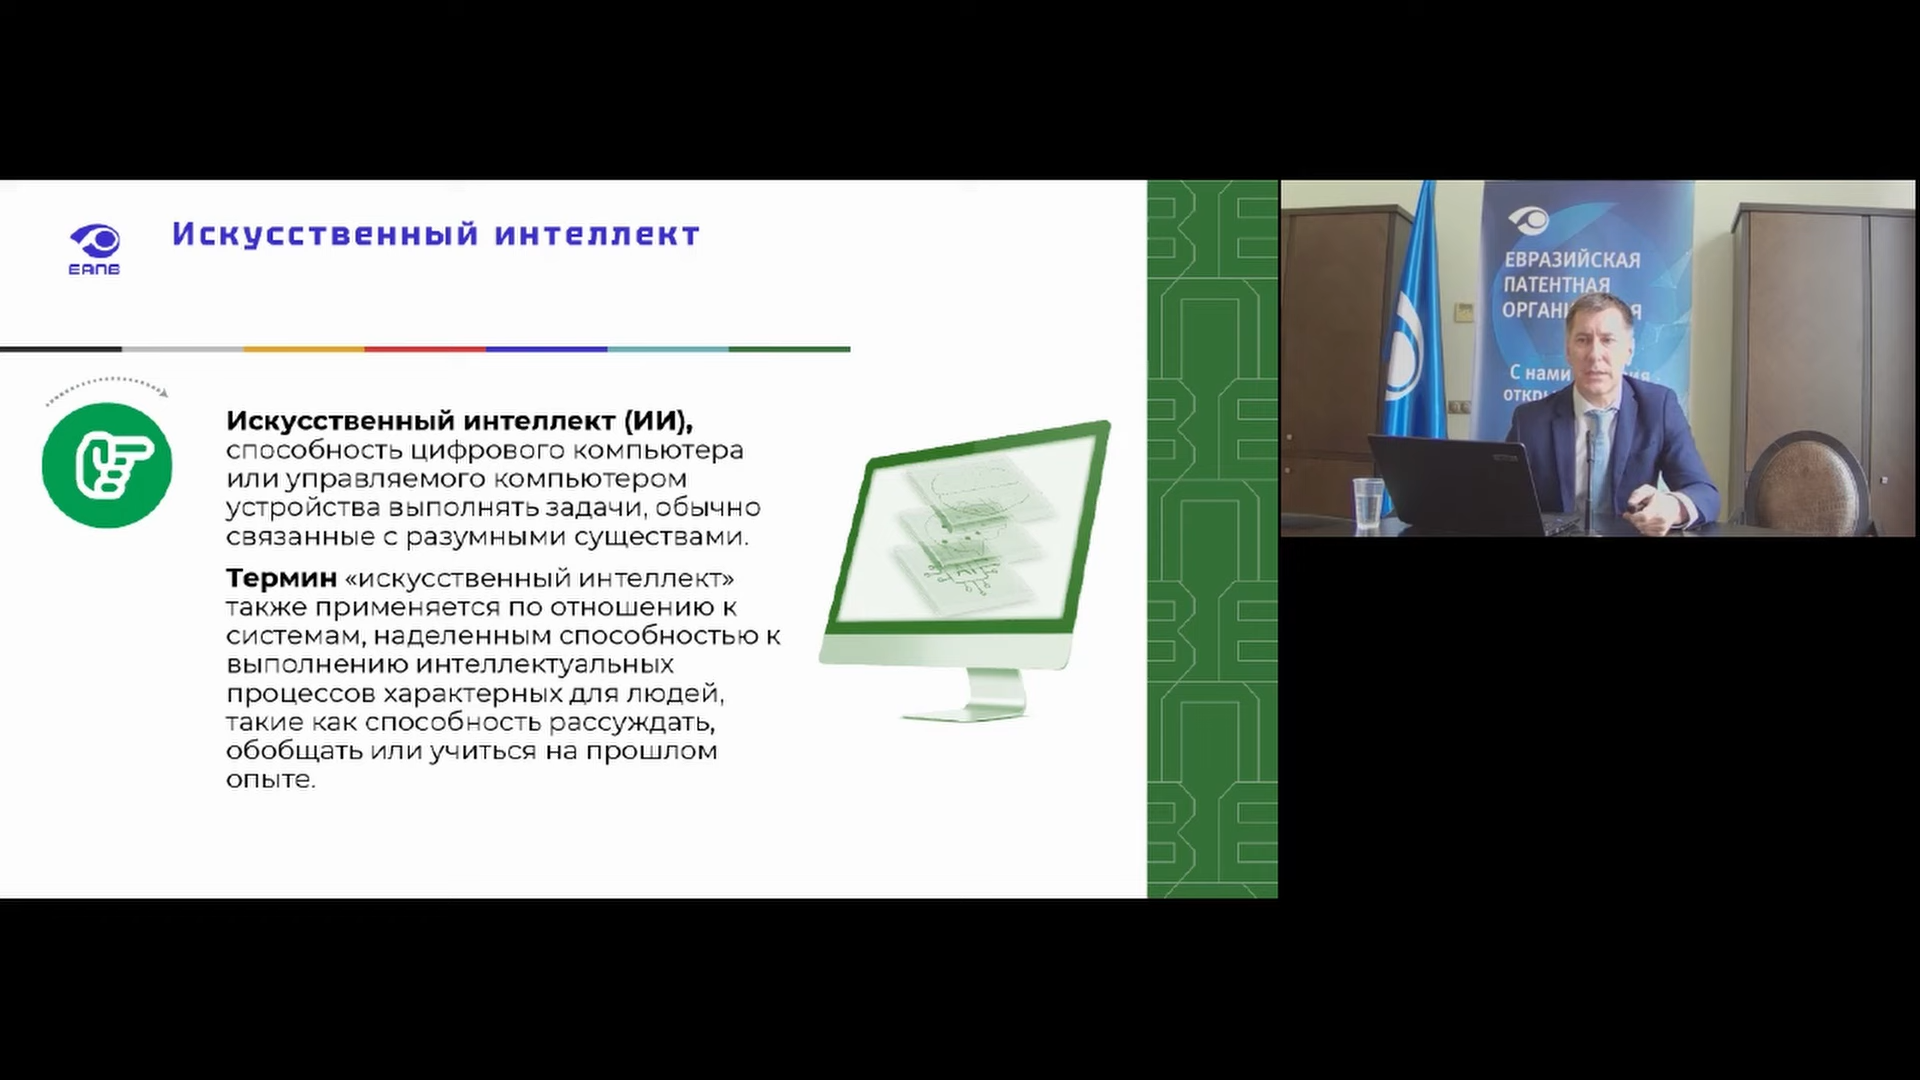 Искусственный интеллект
ЕАПВ
Искусственный интеллект (ИИ),
способность цифрового компьютера
или управляемого компьютером
устройства выполнять задачи, обычно
связанные с разумными существами.
Термин «искусственный интеллект»
также применяется по отношению к
системам, наделенным способностью к
выполнению интеллектуальных
процессов характерных для людей,
такие как способность рассуждать,
обобщать или учиться на прошлом
опыте.
AI
ЕВРАЗИЙСКАЯ
ПАТЕНТНАЯ
С нами